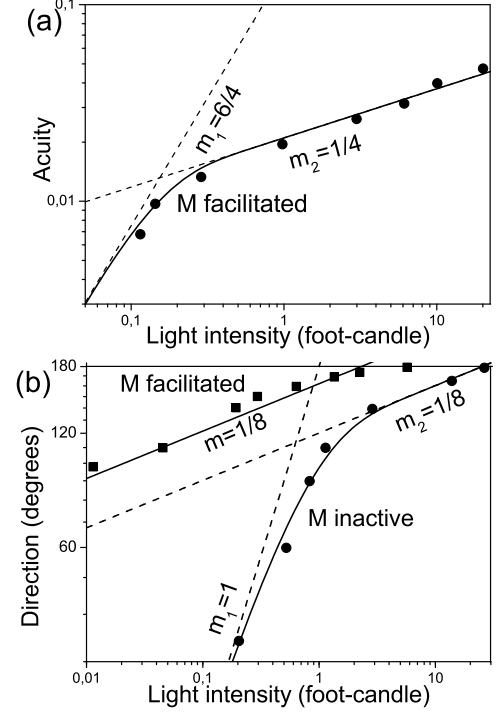 (a)
0,1
m₁=6/4
m₂=1/4
M facilitated
0,01
Acuity
0,1 1 10
Light intensity (foot-candle)
(b)
180
M facilitated
m=1/8
m₂=1/8
120
M inactive
60
m₁=1
Direction (degrees)
0,01 0,1 1 10
Light intensity (foot-candle)